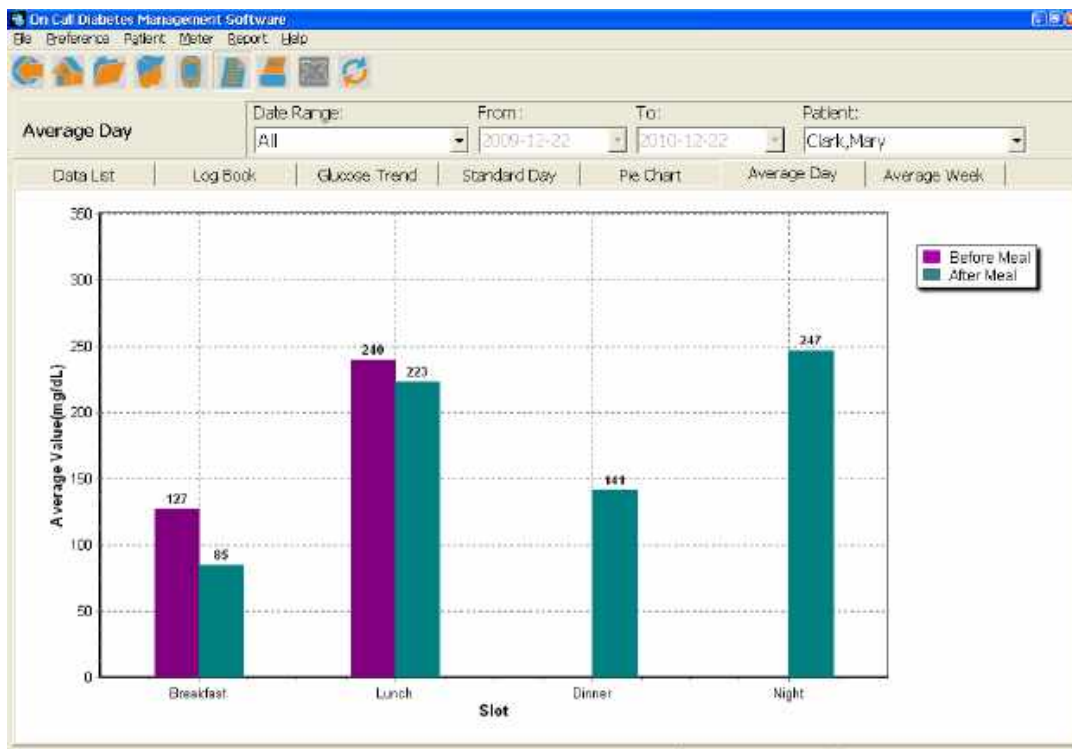 On Call Diabetes Management Software
File Preference Patient Meter Report Help
Average Day
Date Range: From: To: Patient:
All 2009-12-22 2010-12-22 Clark,Mary
Data List Log Book Glucose Trend Standard Day Pie Chart Average Day Average Week
350
300
250
200
150
100
50
0
Average Value(mg/dL)
127
85
240
223
141
247
Breakfast Lunch Dinner Night
Slot
Before Meal
After Meal